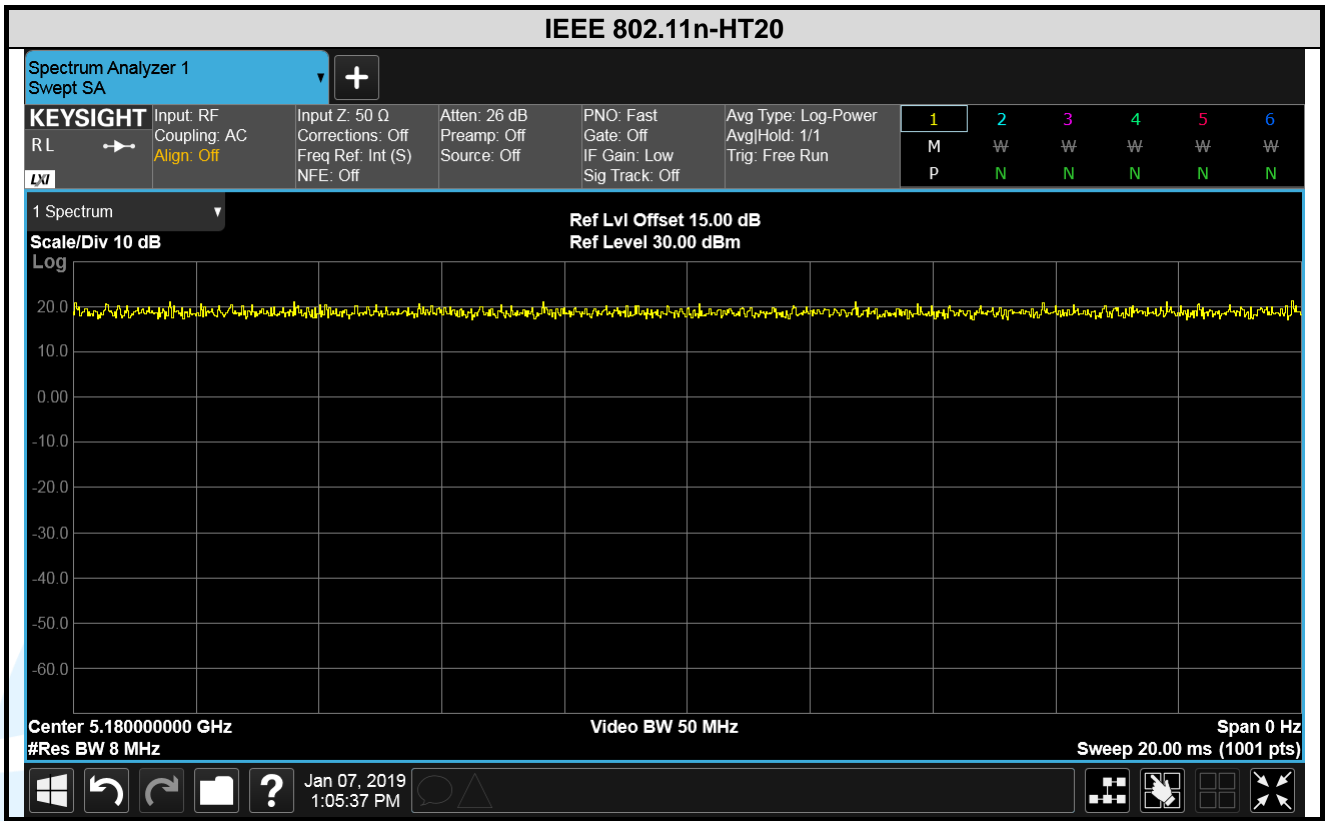 IEEE 802.11n-HT20
Spectrum Analyzer 1
Swept SA
KEYSIGHT
RL
LXI
Input: RF
Coupling: AC
Align: Off
Input Z: 50 Ω
Corrections: Off
Freq Ref: Int (S)
NFE: Off
Atten: 26 dB
Preamp: Off
Source: Off
PNO: Fast
Gate: Off
IF Gain: Low
Sig Track: Off
Avg Type: Log-Power
Avg|Hold: 1/1
Trig: Free Run
1 2 3 4 5 6
M W W W W W
P N N N N N
1 Spectrum
Scale/Div 10 dB
Ref Lvl Offset 15.00 dB
Ref Level 30.00 dBm
Log
20.0
10.0
0.00
-10.0
-20.0
-30.0
-40.0
-50.0
-60.0
Center 5.180000000 GHz
#Res BW 8 MHz
Video BW 50 MHz
Span 0 Hz
Sweep 20.00 ms (1001 pts)
?
Jan 07, 2019
1:05:37 PM